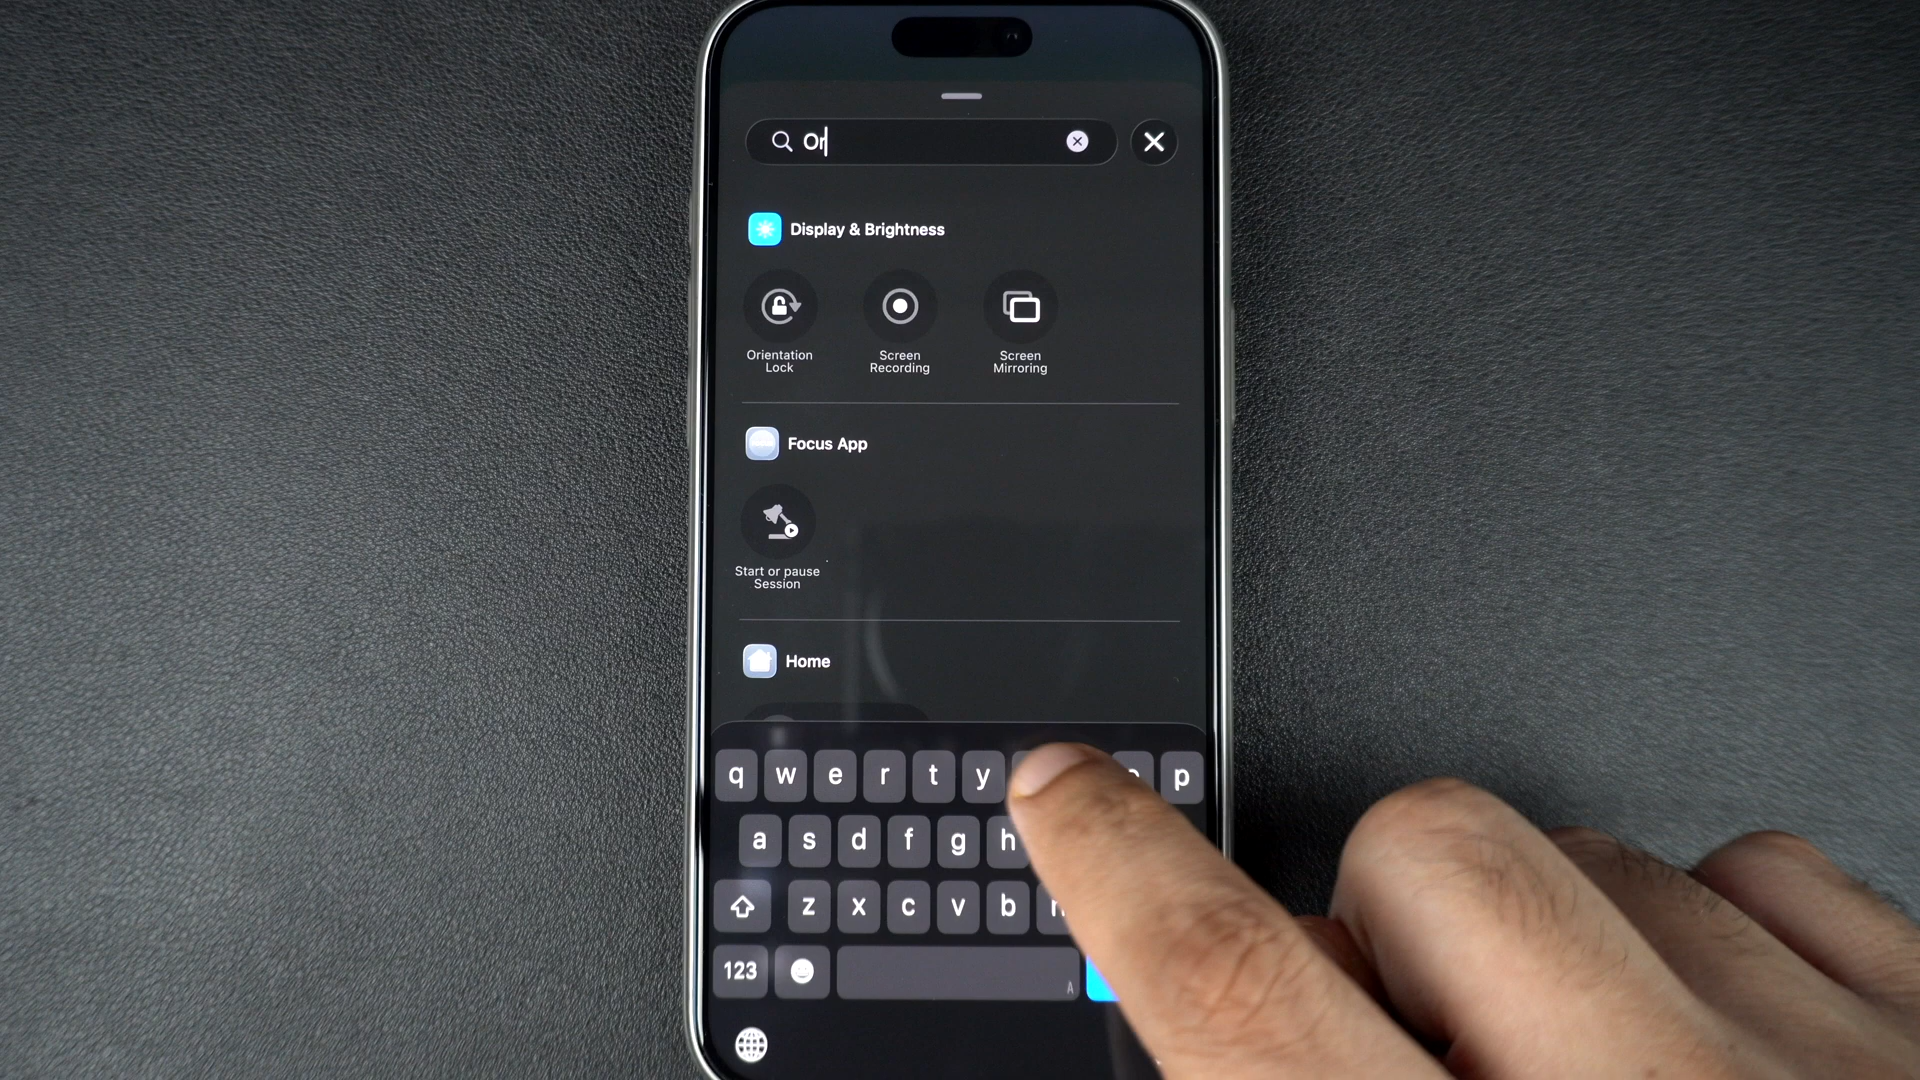 Or
Display & Brightness
Orientation
Lock
Screen
Recording
Screen
Mirroring
Focus App
Start or pause
Session
Home
q w e r t y p
a s d f g h
z x c v b
123
A